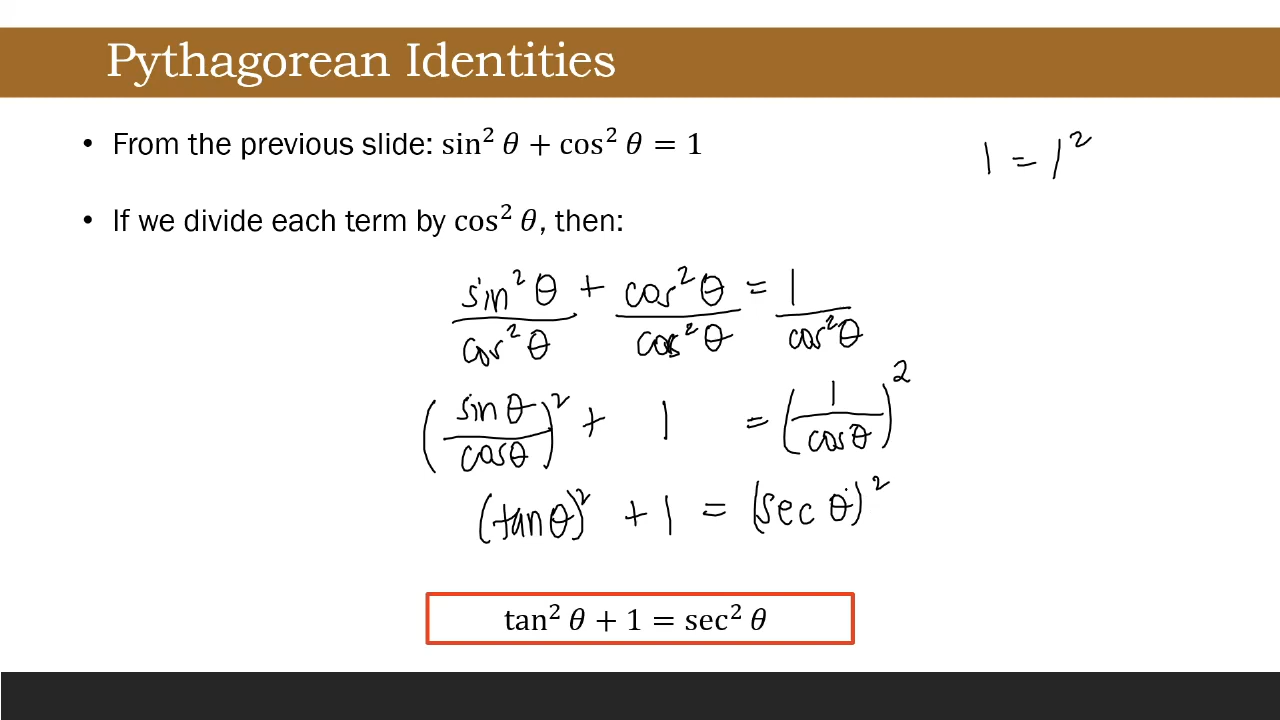 Pythagorean Identities
• From the previous slide: sin² θ + cos² θ = 1
1 = 1²
• If we divide each term by cos² θ, then:
sin²θ/cos²θ + cos²θ/cos²θ = 1/cos²θ
(sinθ/cosθ)² + 1 = (1/cosθ)²
(tanθ)² + 1 = (sec θ)²
tan² θ + 1 = sec² θ